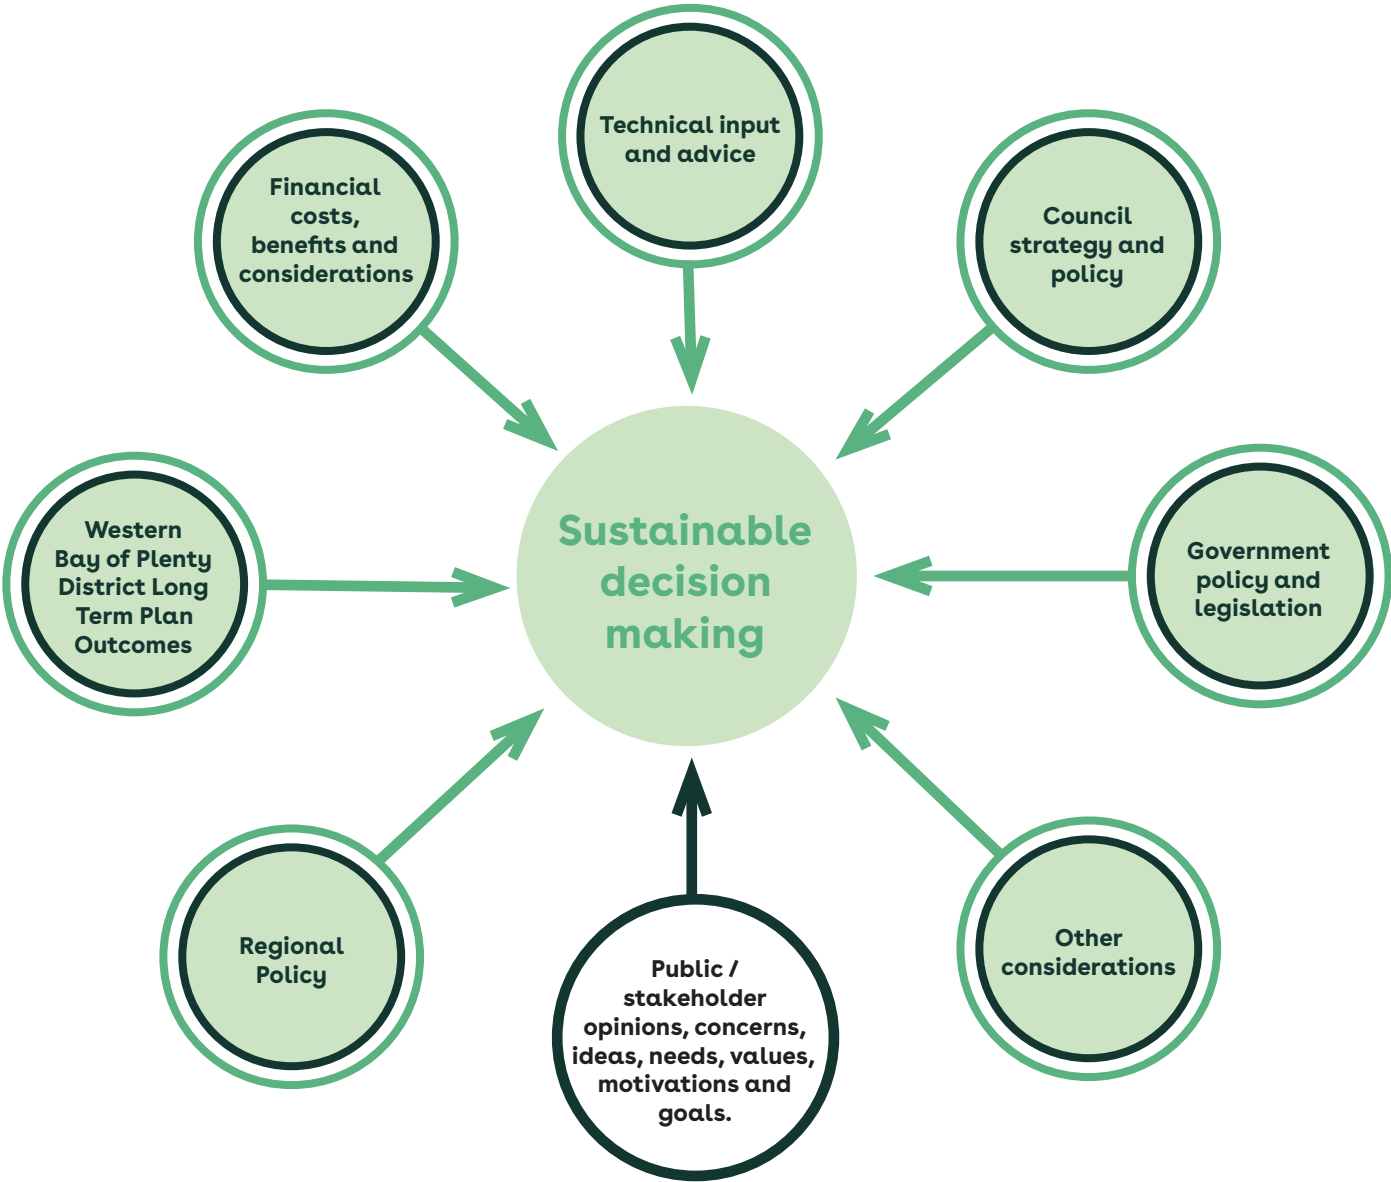 Technical input
and advice
Financial
costs,
benefits and
considerations
Council
strategy and
policy
Western
Bay of Plenty
District Long
Term Plan
Outcomes
Sustainable
decision
making
Government
policy and
legislation
Regional
Policy
Public /
stakeholder
opinions, concerns,
ideas, needs, values,
motivations and
goals.
Other
considerations